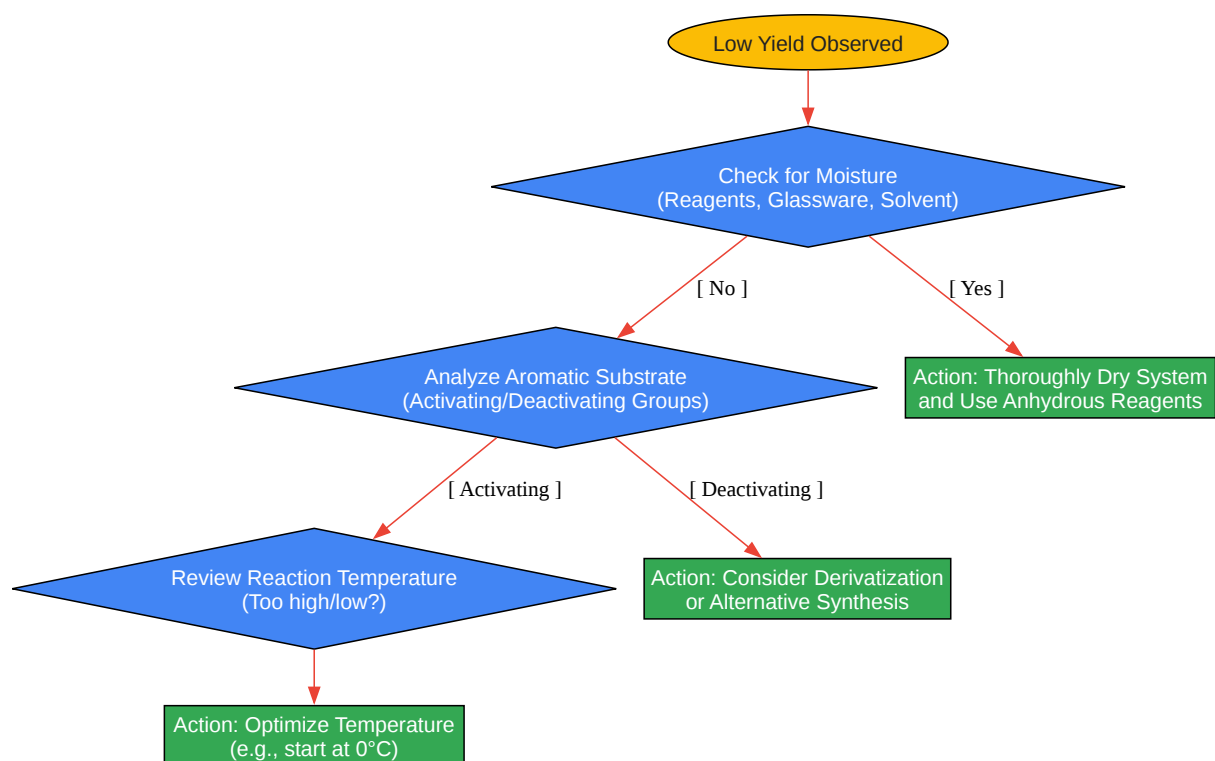 Low Yield Observed
Check for Moisture
(Reagents, Glassware, Solvent)
[ No ]
[ Yes ]
Analyze Aromatic Substrate
(Activating/Deactivating Groups)
Action: Thoroughly Dry System
and Use Anhydrous Reagents
[ Activating ]
[ Deactivating ]
Review Reaction Temperature
(Too high/low?)
Action: Consider Derivatization
or Alternative Synthesis
Action: Optimize Temperature
(e.g., start at 0°C)